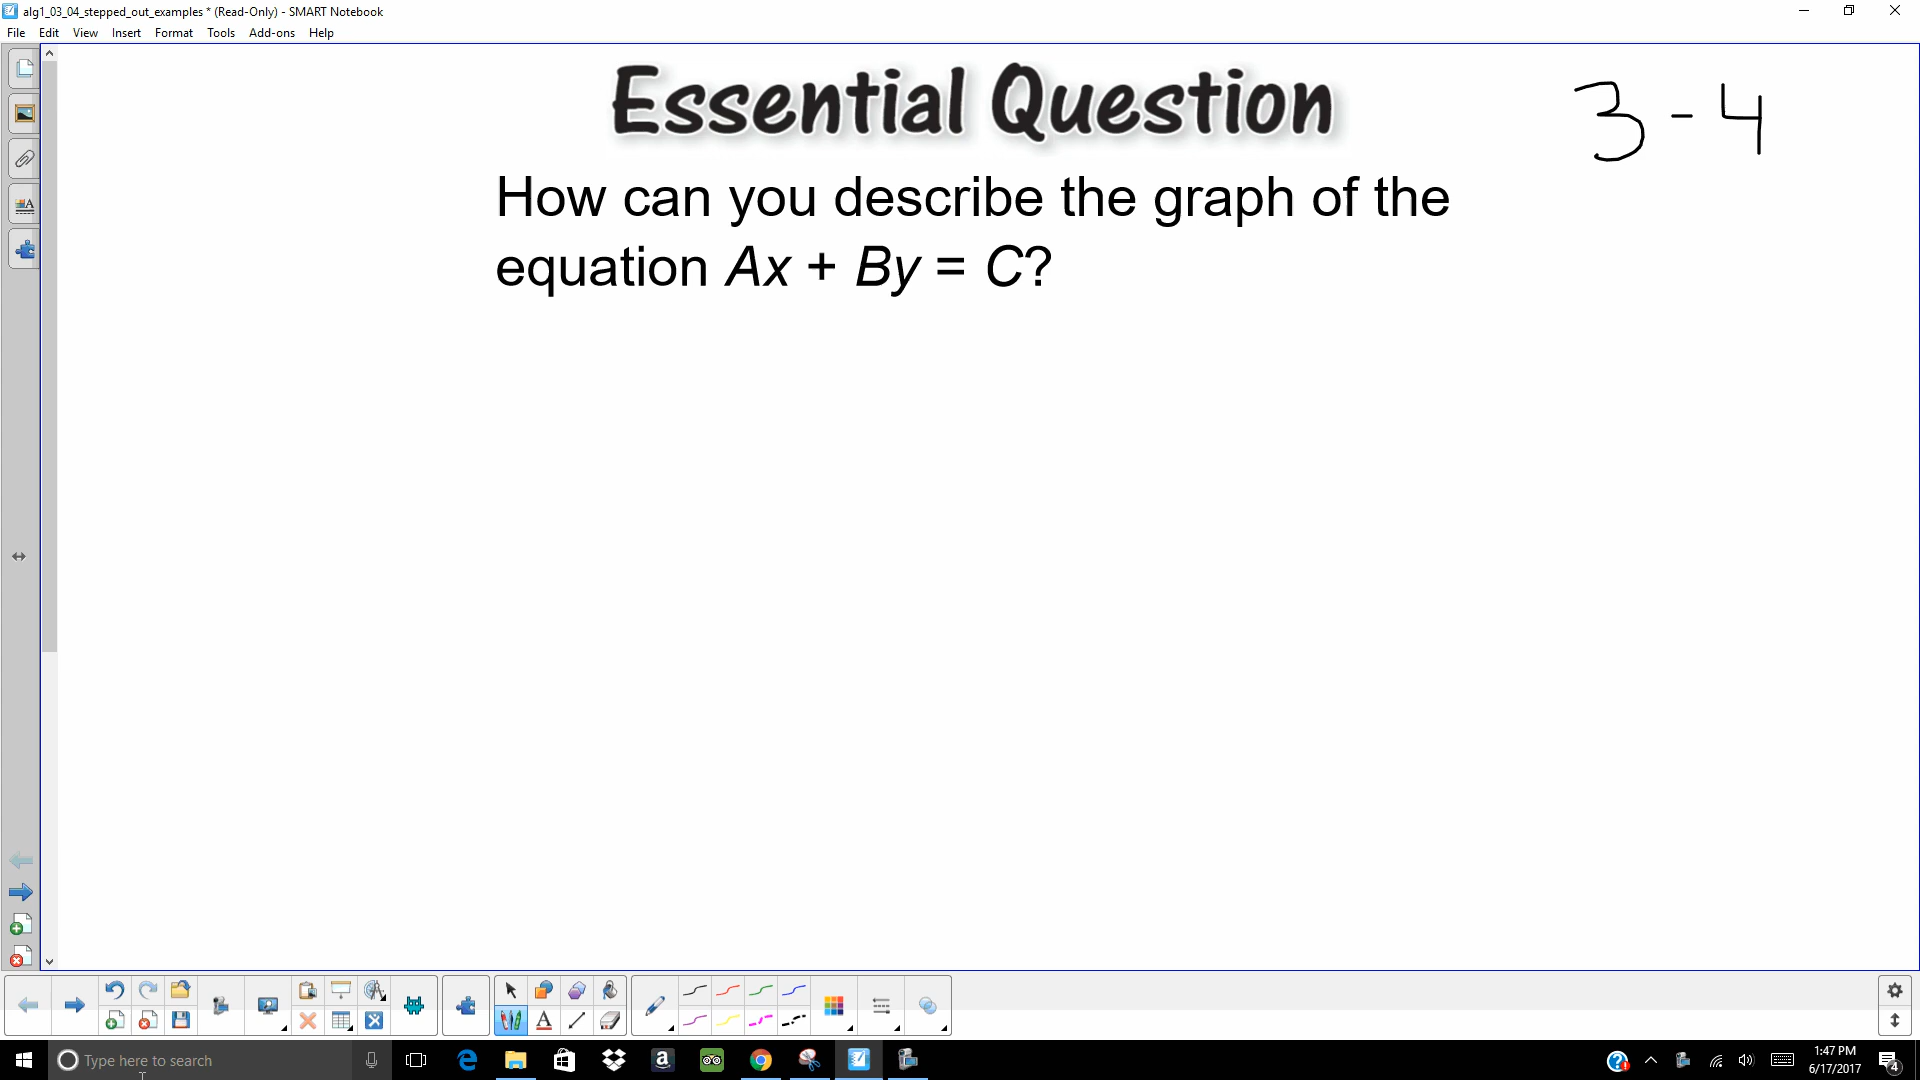 alg1_03_04_stepped_out_examples * (Read-Only) - SMART Notebook
File Edit View Insert Format Tools Add-ons Help
Essential Question
3 - 4
How can you describe the graph of the
equation Ax + By = C?
Type here to search
1:47 PM
6/17/2017
4